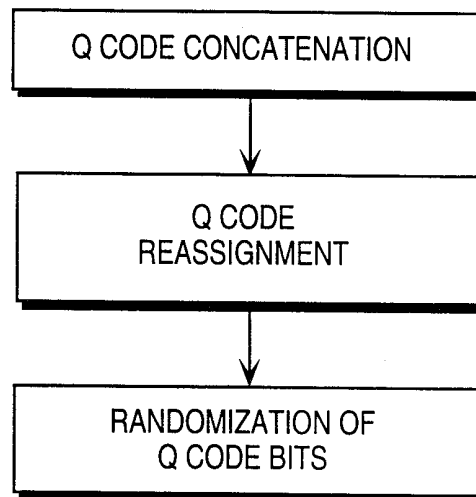 Q CODE CONCATENATION
Q CODE
REASSIGNMENT
RANDOMIZATION OF
Q CODE BITS